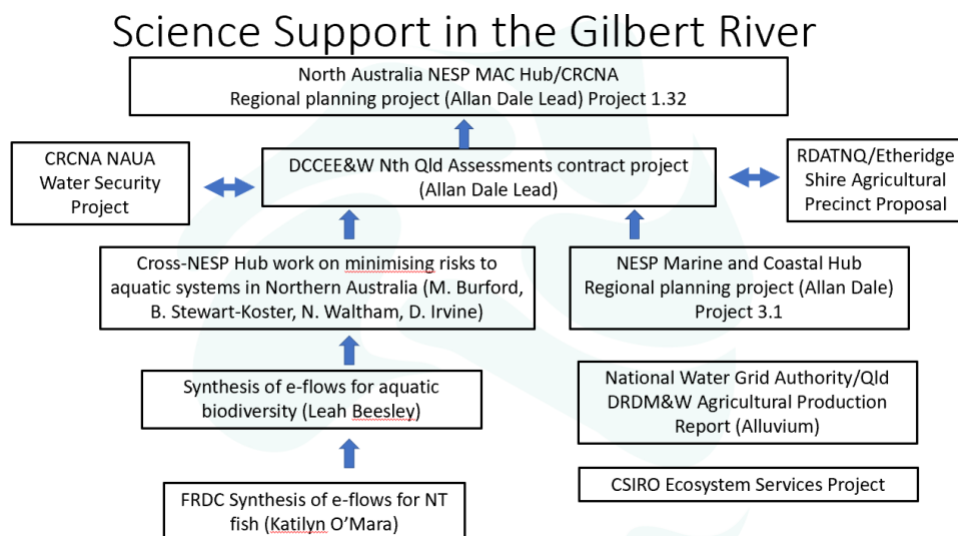 Science Support in the Gilbert River
North Australia NESP MAC Hub/CRCNA
Regional planning project (Allan Dale Lead) Project 1.32
CRCNA NAUA
Water Security
Project
DCCEE&W Nth Qld Assessments contract project
(Allan Dale Lead)
RDATNQ/Etheridge
Shire Agricultural
Precinct Proposal
Cross-NESP Hub work on minimising risks to
aquatic systems in Northern Australia (M. Burford,
B. Stewart-Koster, N. Waltham, D. Irvine)
NESP Marine and Coastal Hub
Regional planning project (Allan Dale)
Project 3.1
Synthesis of e-flows for aquatic
biodiversity (Leah Beesley)
National Water Grid Authority/Qld
DRDM&W Agricultural Production
Report (Alluvium)
FRDC Synthesis of e-flows for NT
fish (Katilyn O’Mara)
CSIRO Ecosystem Services Project